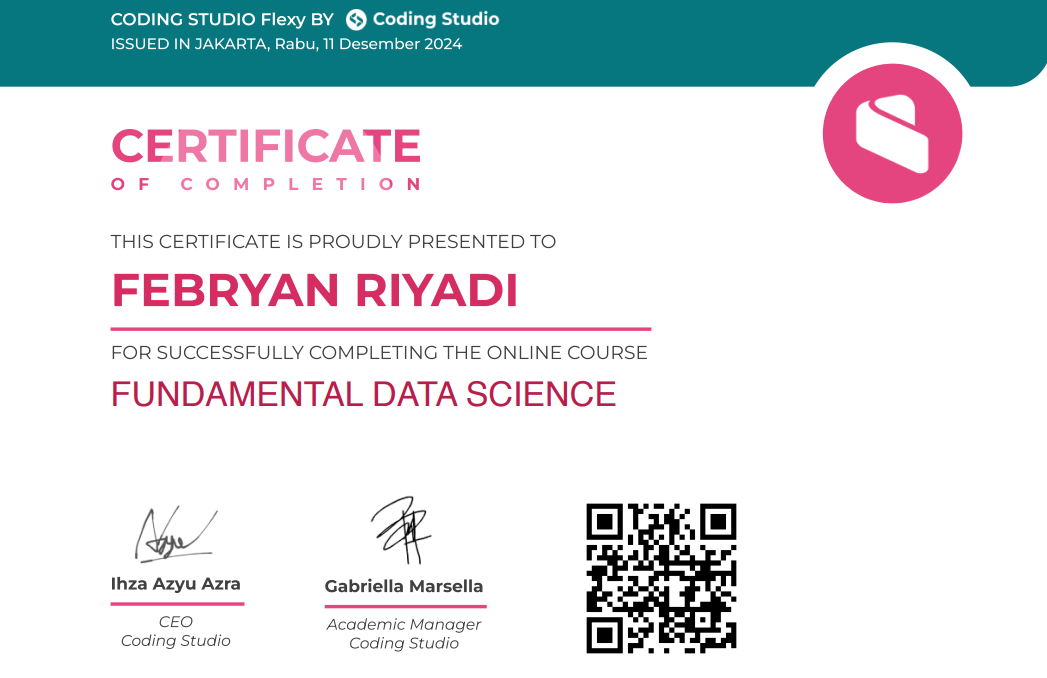 CODING STUDIO Flexy BY Coding Studio
ISSUED IN JAKARTA, Rabu, 11 Desember 2024
CERTIFICATE
OF COMPLETION
THIS CERTIFICATE IS PROUDLY PRESENTED TO
FEBRYAN RIYADI
FOR SUCCESSFULLY COMPLETING THE ONLINE COURSE
FUNDAMENTAL DATA SCIENCE
Ihza Azyu Azra
CEO
Coding Studio
Gabriella Marsella
Academic Manager
Coding Studio